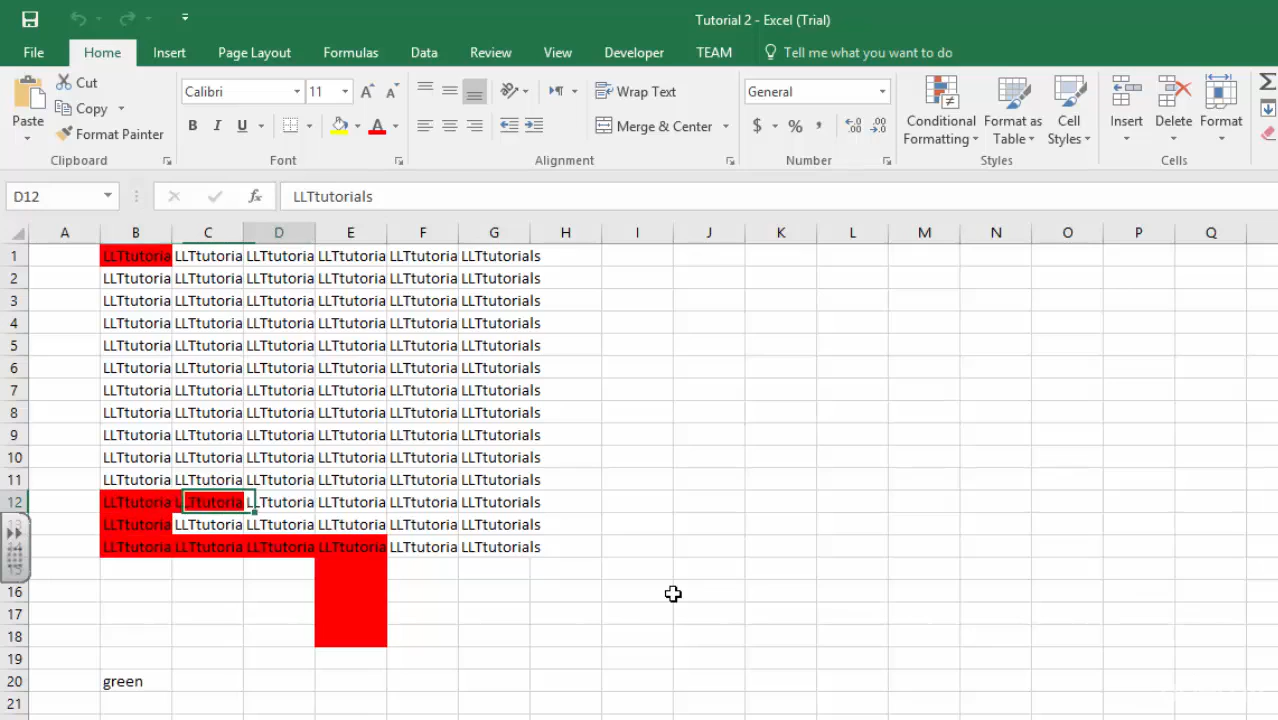 Tutorial 2 - Excel (Trial)
File Home Insert Page Layout Formulas Data Review View Developer TEAM Tell me what you want to do
Paste
Cut
Copy
Format Painter
Clipboard
Calibri 11
B I U A
Font
Wrap Text
Merge & Center
Alignment
General
$ % ,
Number
Conditional Formatting
Format as Table
Cell Styles
Styles
Insert Delete Format
Cells
D12 fx LLTtutorials
A B C D E F G H I J K L M N O P Q
1 LLTtutoria LLTtutoria LLTtutoria LLTtutoria LLTtutoria LLTtutorials
2 LLTtutoria LLTtutoria LLTtutoria LLTtutoria LLTtutoria LLTtutorials
3 LLTtutoria LLTtutoria LLTtutoria LLTtutoria LLTtutoria LLTtutorials
4 LLTtutoria LLTtutoria LLTtutoria LLTtutoria LLTtutoria LLTtutorials
5 LLTtutoria LLTtutoria LLTtutoria LLTtutoria LLTtutoria LLTtutorials
6 LLTtutoria LLTtutoria LLTtutoria LLTtutoria LLTtutoria LLTtutorials
7 LLTtutoria LLTtutoria LLTtutoria LLTtutoria LLTtutoria LLTtutorials
8 LLTtutoria LLTtutoria LLTtutoria LLTtutoria LLTtutoria LLTtutorials
9 LLTtutoria LLTtutoria LLTtutoria LLTtutoria LLTtutoria LLTtutorials
10 LLTtutoria LLTtutoria LLTtutoria LLTtutoria LLTtutoria LLTtutorials
11 LLTtutoria LLTtutoria LLTtutoria LLTtutoria LLTtutoria LLTtutorials
12 LLTtutoria LLTtutoria LLTtutoria LLTtutoria LLTtutoria LLTtutorials
13 LLTtutoria LLTtutoria LLTtutoria LLTtutoria LLTtutoria LLTtutorials
14 LLTtutoria LLTtutoria LLTtutoria LLTtutoria LLTtutoria LLTtutorials
15
16
17
18
19
20 green
21